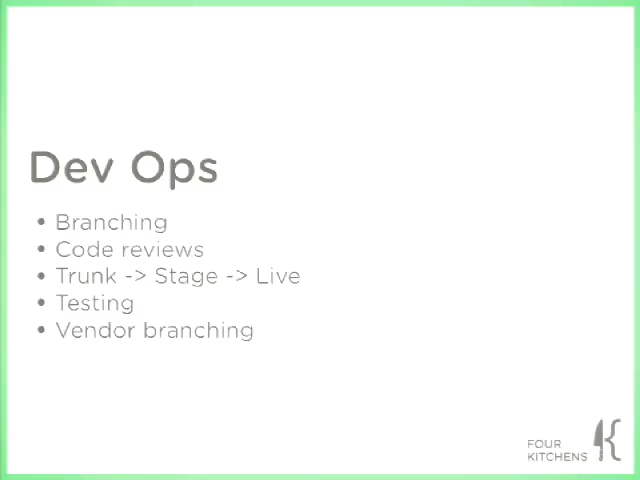 Dev Ops
• Branching
• Code reviews
• Trunk -> Stage -> Live
• Testing
• Vendor branching
FOUR
KITCHENS